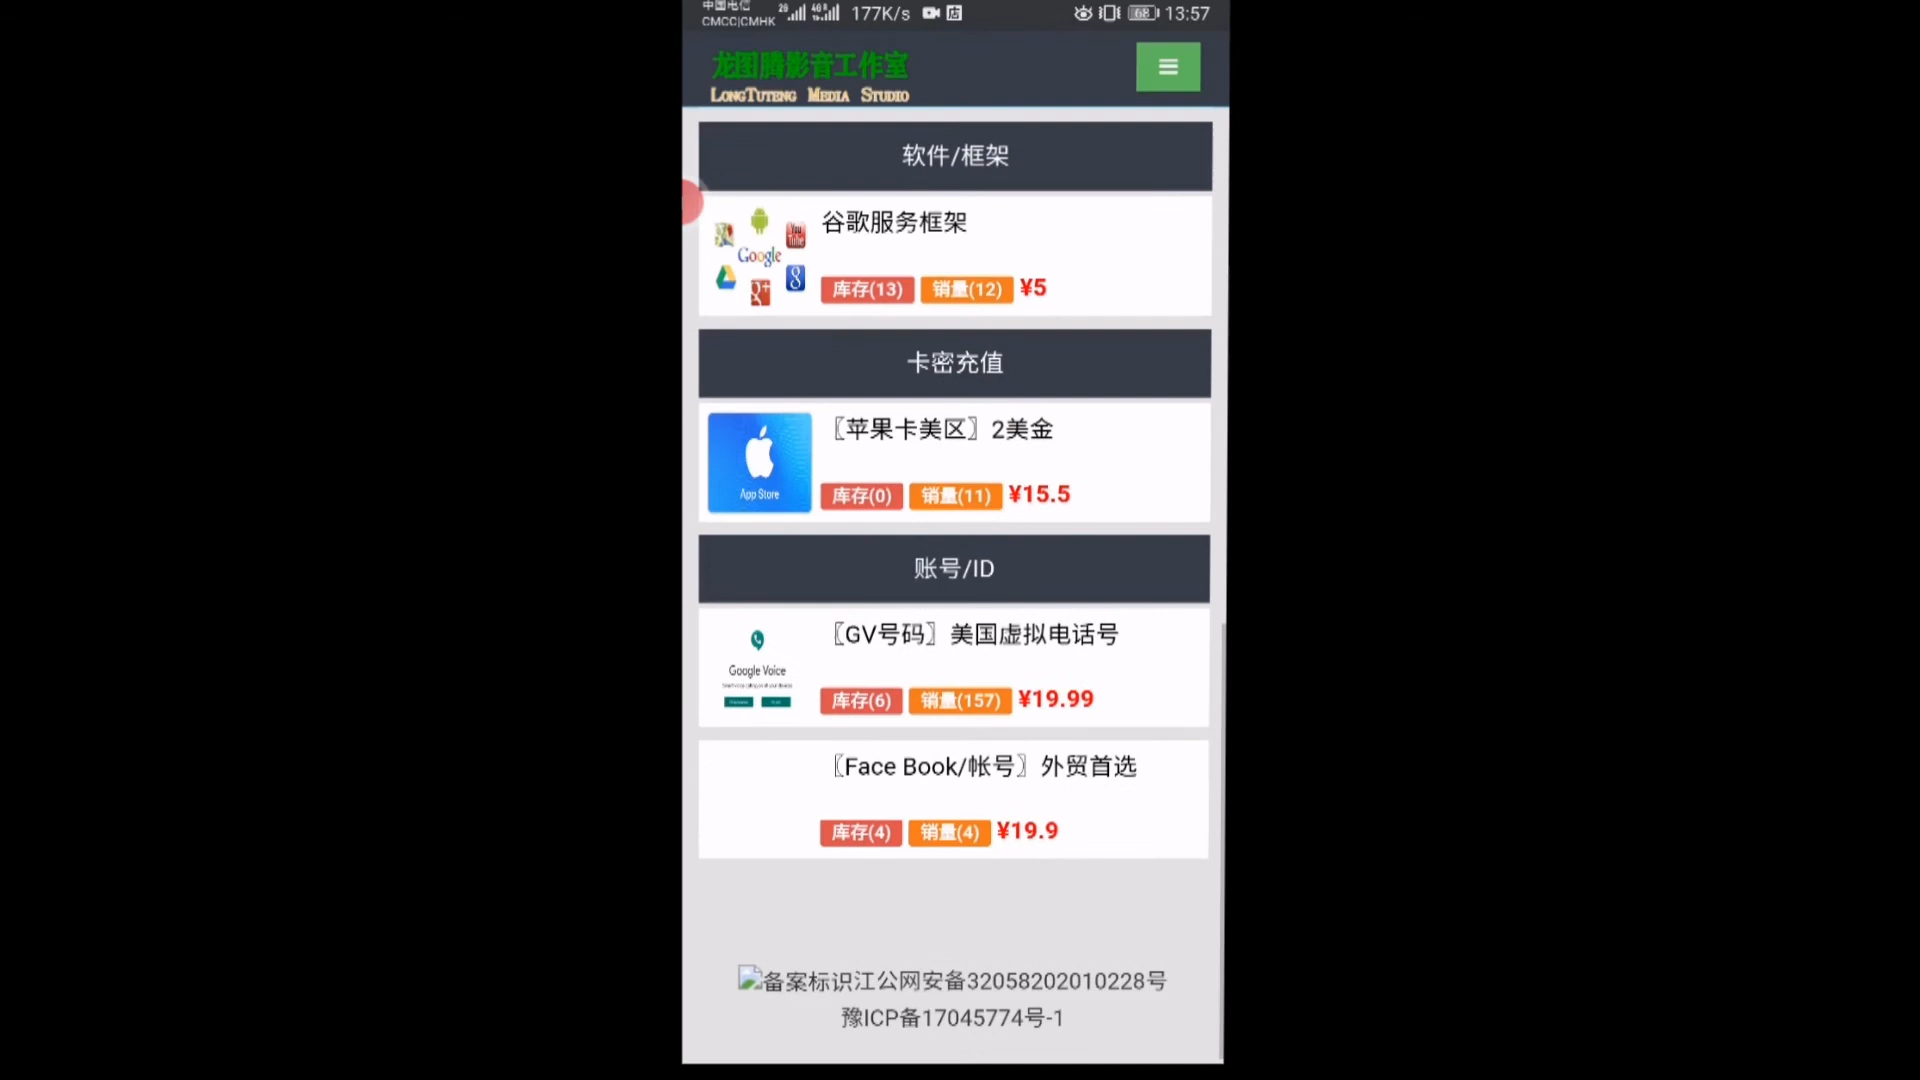 中国电信
CMCC|CMHK
2G
4G
177K/s
店
68
13:57
龙图腾影音工作室
LongTuteng Media Studio
软件/框架
谷歌服务框架
Google
You Tube
8
g+
库存(13) 销量(12) ¥5
卡密充值
〖苹果卡美区〗2美金
App Store
库存(0) 销量(11) ¥15.5
账号/ID
〖GV号码〗美国虚拟电话号
Google Voice
库存(6) 销量(157) ¥19.99
〖Face Book/帐号〗外贸首选
库存(4) 销量(4) ¥19.9
备案标识江公网安备32058202010228号
豫ICP备17045774号-1